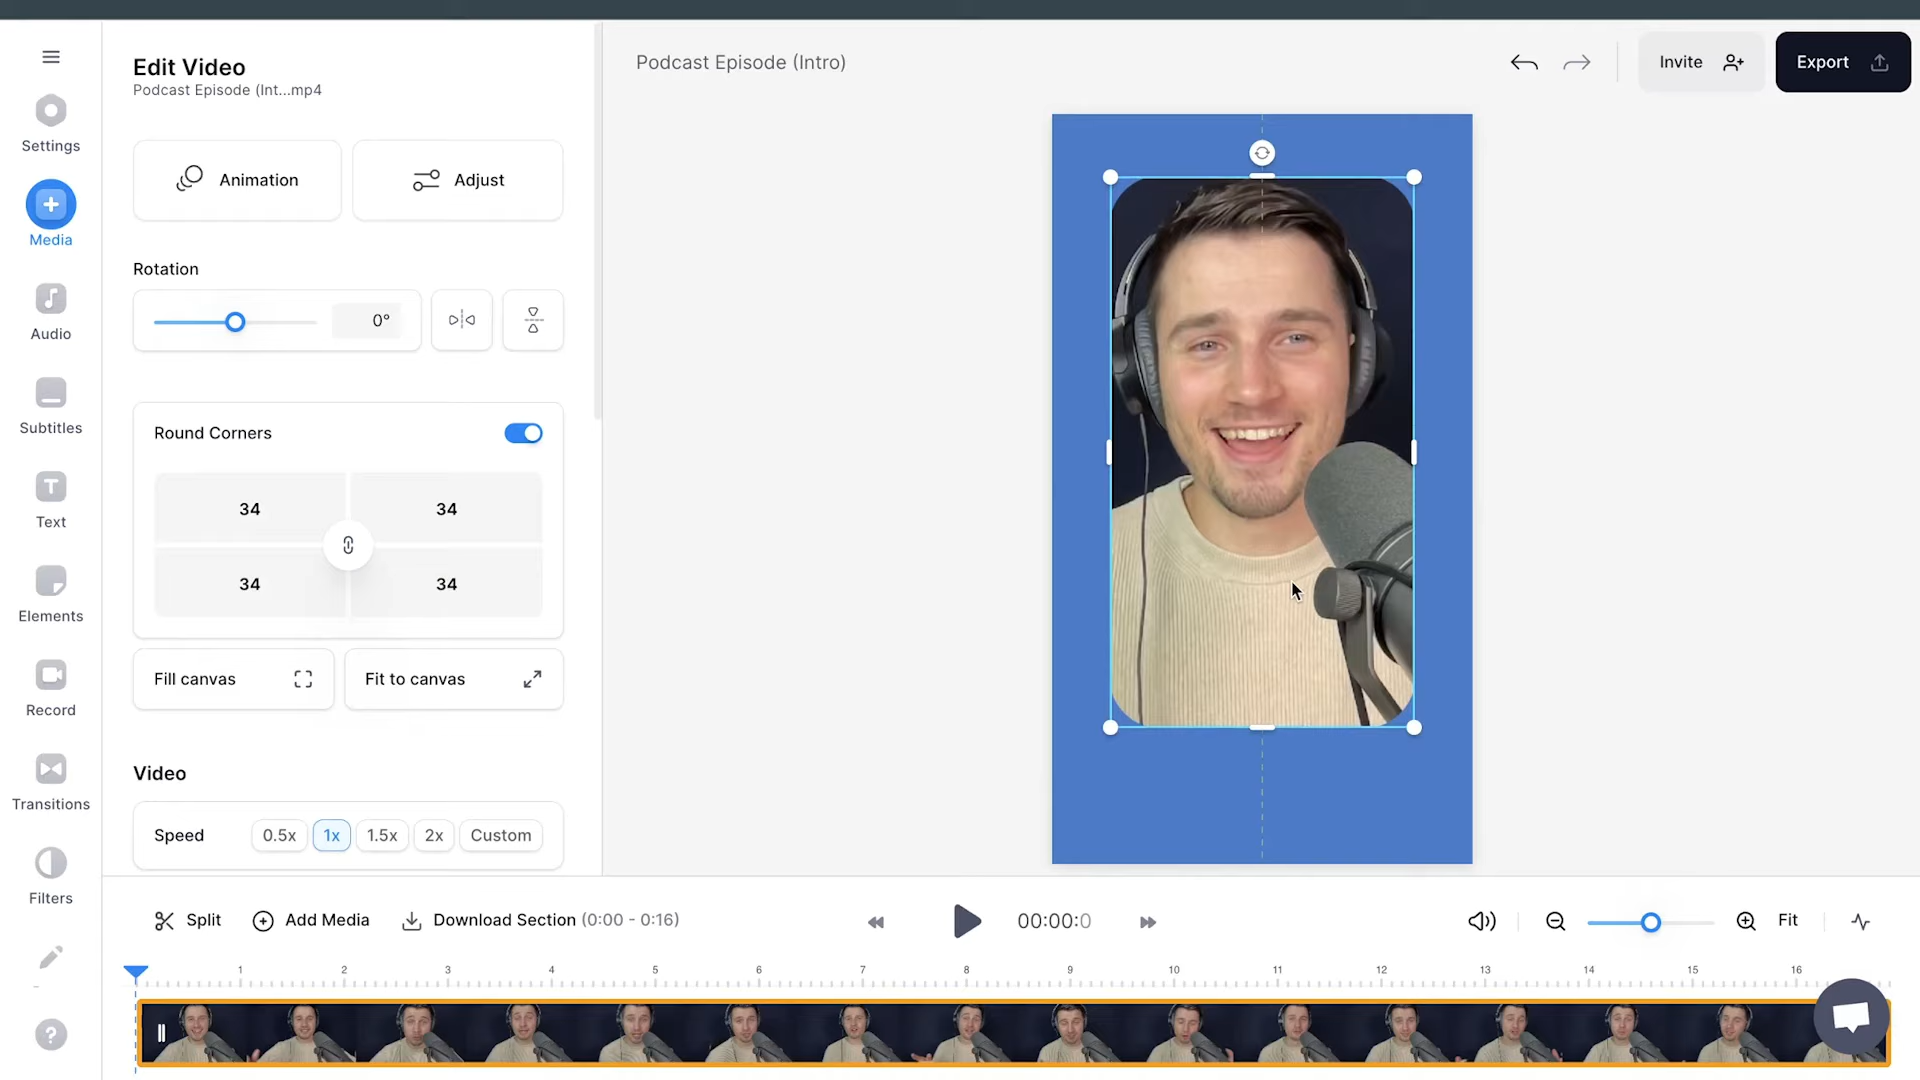 Edit Video
Podcast Episode (Int...mp4
Podcast Episode (Intro)
Invite
Export
Settings
Media
Audio
Subtitles
Text
Elements
Record
Transitions
Filters
Animation
Adjust
Rotation
0°
Round Corners
34
34
34
34
Fill canvas
Fit to canvas
Video
Speed
0.5x
1x
1.5x
2x
Custom
Split
Add Media
Download Section (0:00 - 0:16)
00:00:0
Fit
1 2 3 4 5 6 7 8 9 10 11 12 13 14 15 16
?